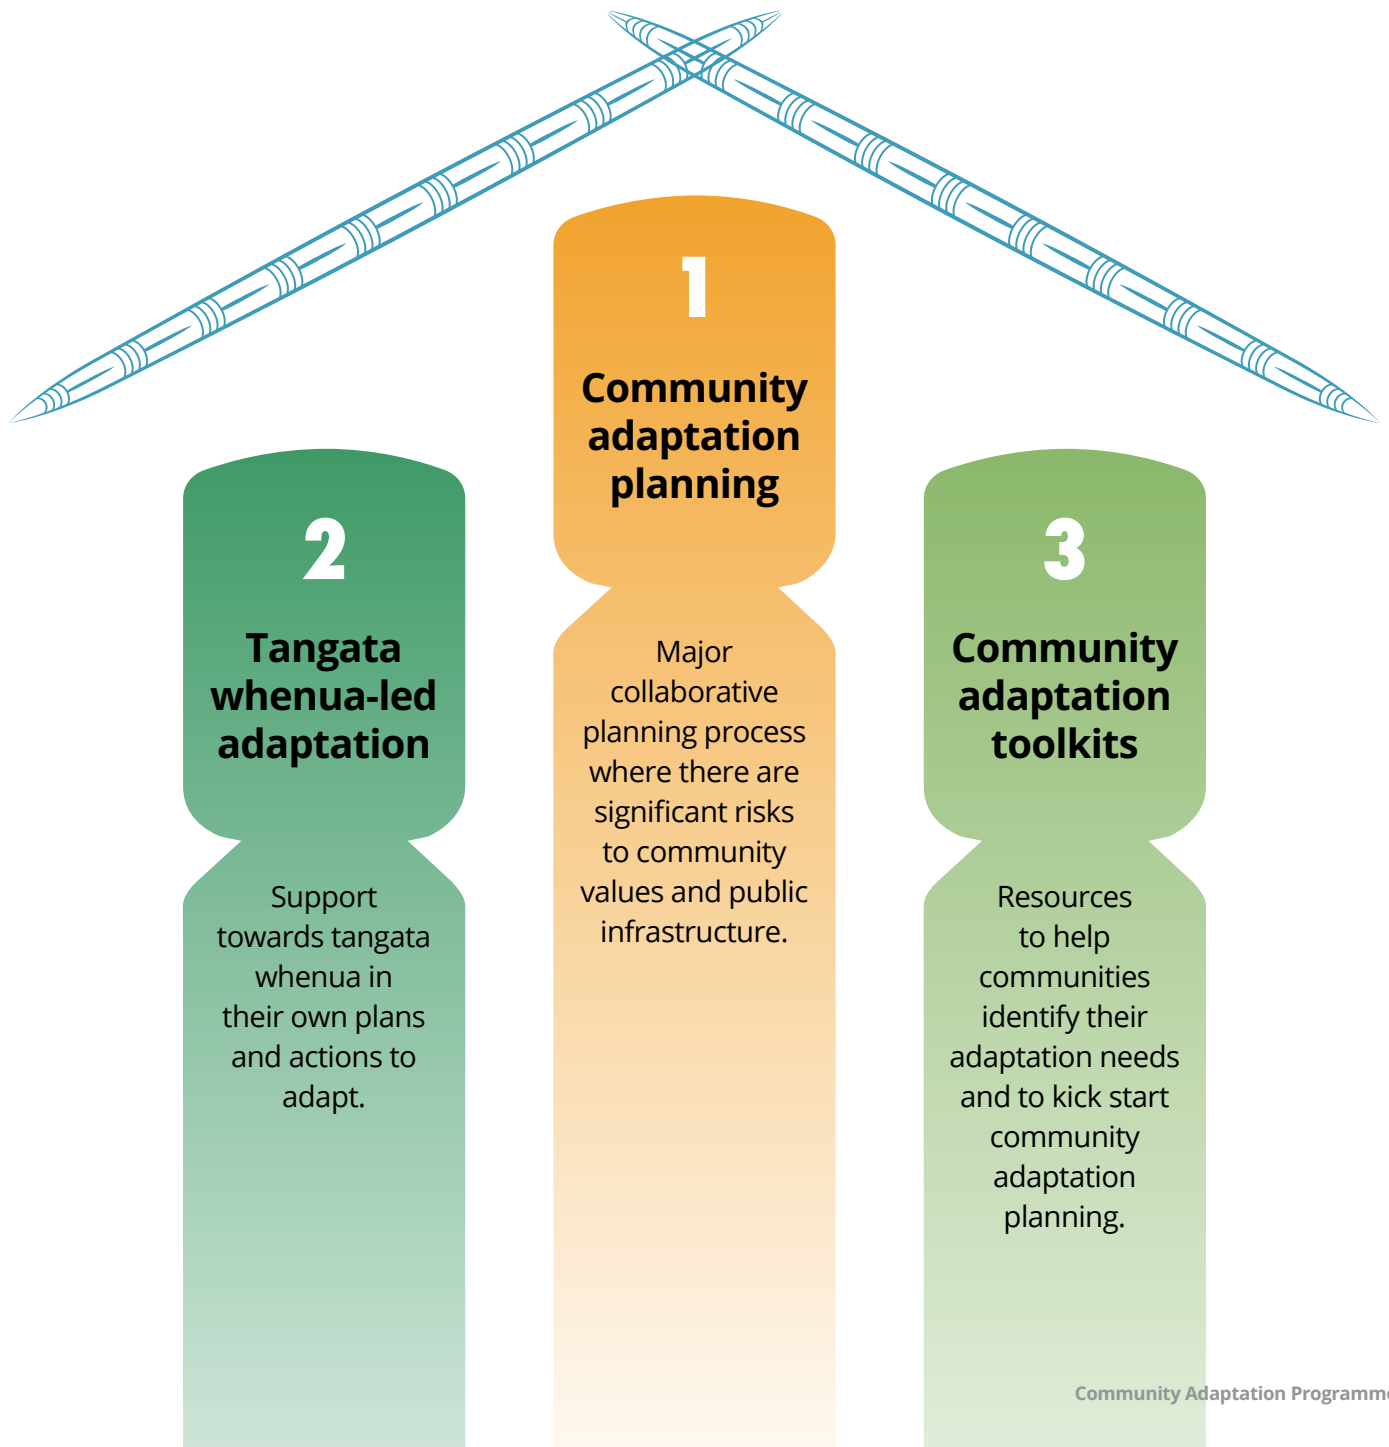 1
Community
adaptation
planning
Major
collaborative
planning process
where there are
significant risks
to community
values and public
infrastructure.
2
Tangata
whenua-led
adaptation
Support
towards tangata
whenua in
their own plans
and actions to
adapt.
3
Community
adaptation
toolkits
Resources
to help
communities
identify their
adaptation needs
and to kick start
community
adaptation
planning.
Community Adaptation Programme